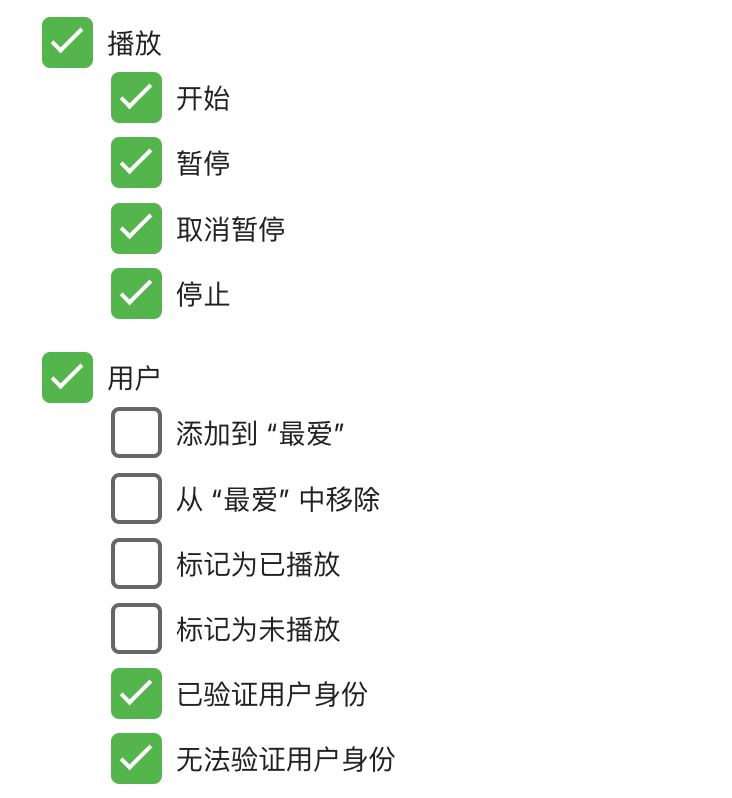 播放
开始
暂停
取消暂停
停止
用户
添加到 “最爱”
从 “最爱” 中移除
标记为已播放
标记为未播放
已验证用户身份
无法验证用户身份